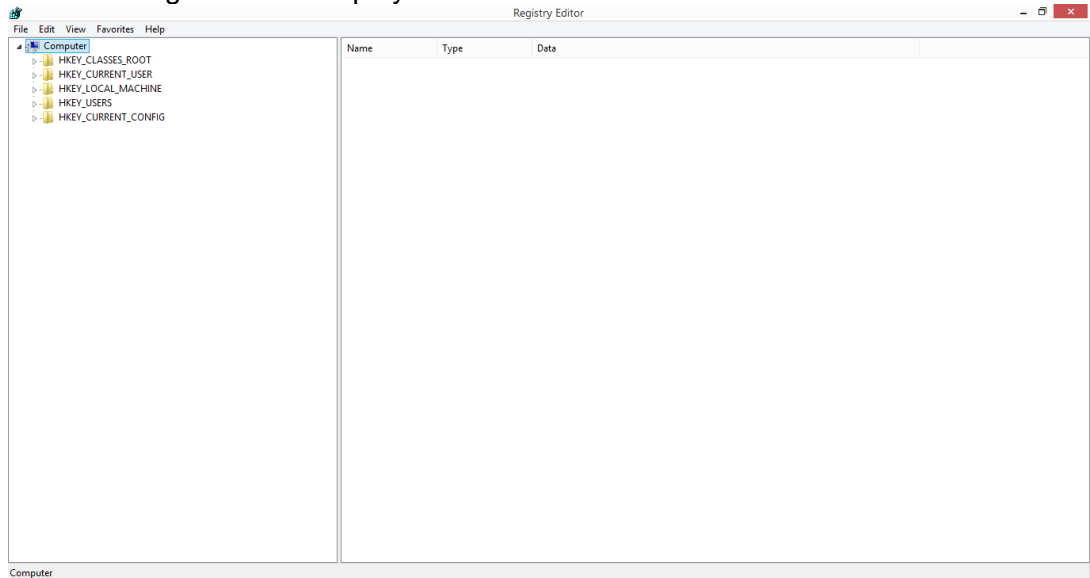 Registry Editor
File Edit View Favorites Help
Computer
HKEY_CLASSES_ROOT
HKEY_CURRENT_USER
HKEY_LOCAL_MACHINE
HKEY_USERS
HKEY_CURRENT_CONFIG
Name Type Data
Computer